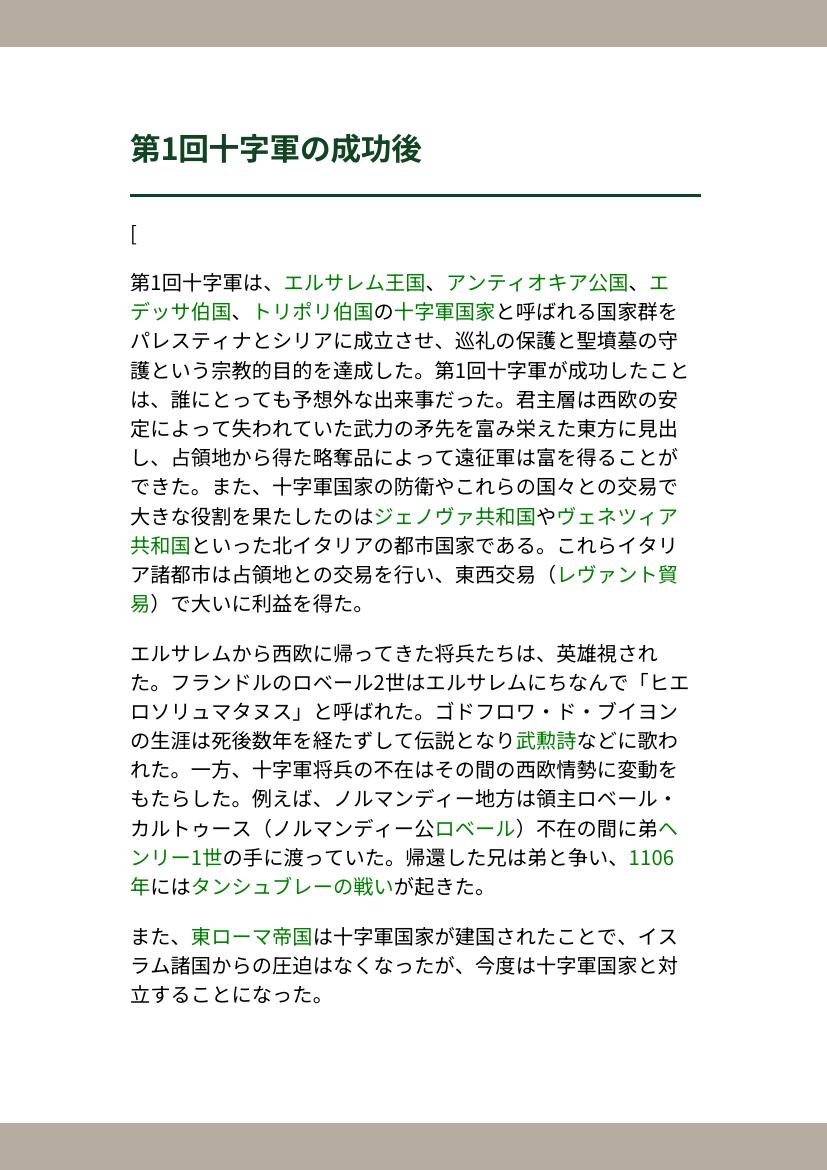 第1回十字軍の成功後
[
第1回十字軍は、エルサレム王国、アンティオキア公国、エ
デッサ伯国、トリポリ伯国の十字軍国家と呼ばれる国家群を
パレスティナとシリアに成立させ、巡礼の保護と聖墳墓の守
護という宗教的目的を達成した。第1回十字軍が成功したこと
は、誰にとっても予想外な出来事だった。君主層は西欧の安
定によって失われていた武力の矛先を富み栄えた東方に見出
し、占領地から得た略奪品によって遠征軍は富を得ることが
できた。また、十字軍国家の防衛やこれらの国々との交易で
大きな役割を果たしたのはジェノヴァ共和国やヴェネツィア
共和国といった北イタリアの都市国家である。これらイタリ
ア諸都市は占領地との交易を行い、東西交易（レヴァント貿
易）で大いに利益を得た。
エルサレムから西欧に帰ってきた将兵たちは、英雄視され
た。フランドルのロベール2世はエルサレムにちなんで「ヒエ
ロソリュマタヌス」と呼ばれた。ゴドフロワ・ド・ブイヨン
の生涯は死後数年を経たずして伝説となり武勲詩などに歌わ
れた。一方、十字軍将兵の不在はその間の西欧情勢に変動を
もたらした。例えば、ノルマンディー地方は領主ロベール・
カルトゥース（ノルマンディー公ロベール）不在の間に弟ヘ
ンリー1世の手に渡っていた。帰還した兄は弟と争い、1106
年にはタンシュブレーの戦いが起きた。
また、東ローマ帝国は十字軍国家が建国されたことで、イス
ラム諸国からの圧迫はなくなったが、今度は十字軍国家と対
立することになった。